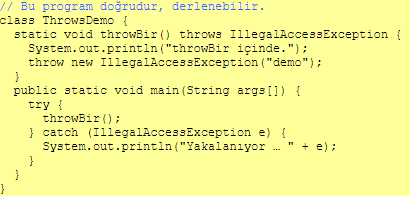 // Bu program doğrudur, derlenebilir.
class ThrowsDemo {
  static void throwBir() throws IllegalAccessException {
    System.out.println("throwBir içinde.");
    throw new IllegalAccessException("demo");
  }
  public static void main(String args[]) {
    try {
      throwBir();
    } catch (IllegalAccessException e) {
      System.out.println("Yakalanıyor … " + e);
    }
  }
}